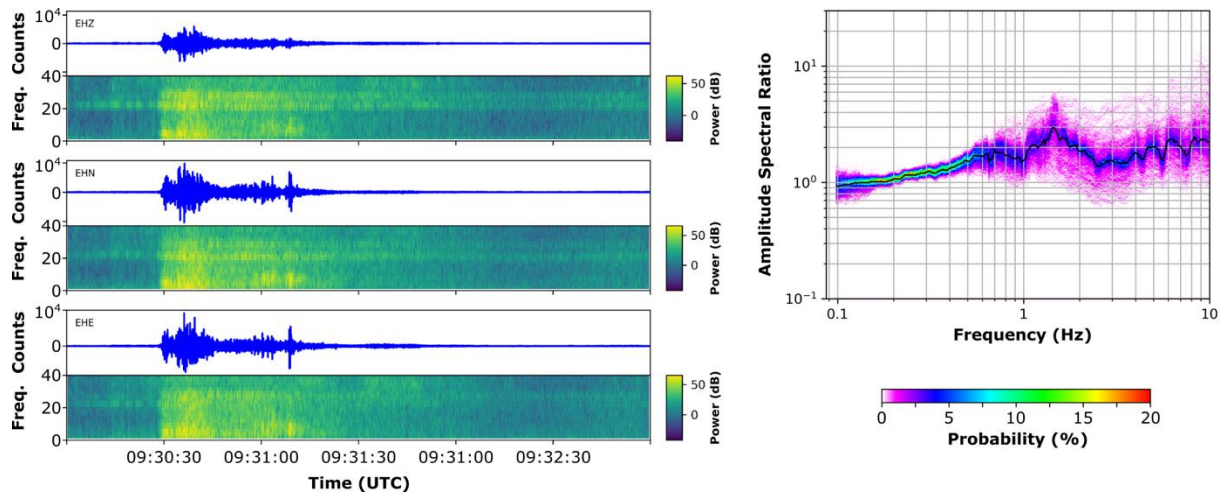 10⁴
EHZ
Counts
0
40
Freq.
20
0
50
0
Power (dB)
10⁴
EHN
Counts
0
40
Freq.
20
0
50
0
Power (dB)
10⁴
EHE
Counts
0
40
Freq.
20
0
50
0
Power (dB)
09:30:30 09:31:00 09:31:30 09:31:00 09:32:30
Time (UTC)
Amplitude Spectral Ratio
10¹
10⁰
10⁻¹
0.1 1 10
Frequency (Hz)
0 5 10 15 20
Probability (%)